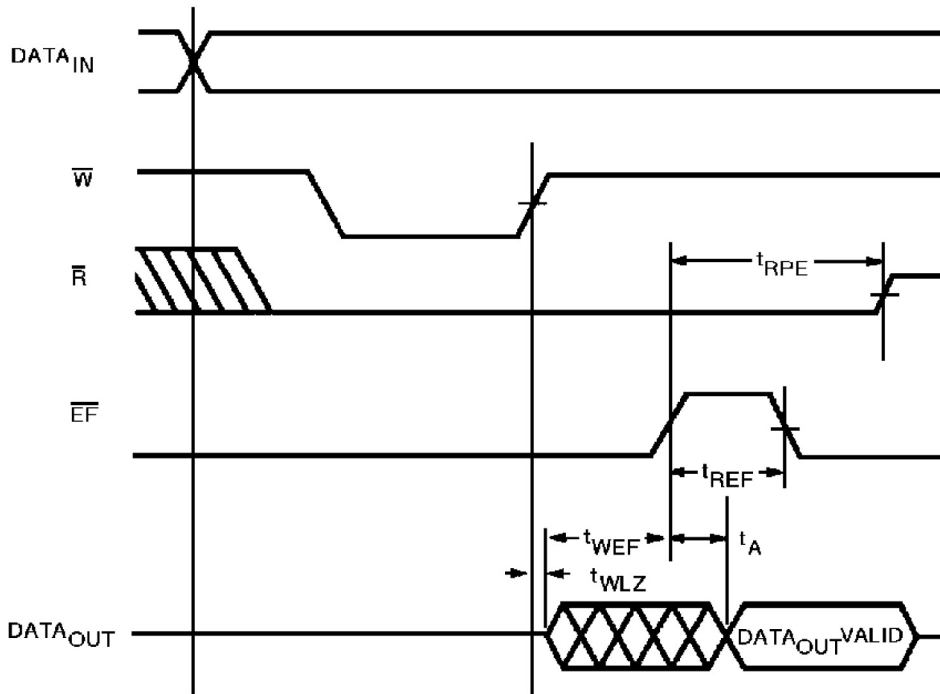 DATA_IN
W̅
R̅
t_RPE
E̅F̅
t_REF
t_WEF
t_A
t_WLZ
DATA_OUT
DATA_OUT VALID